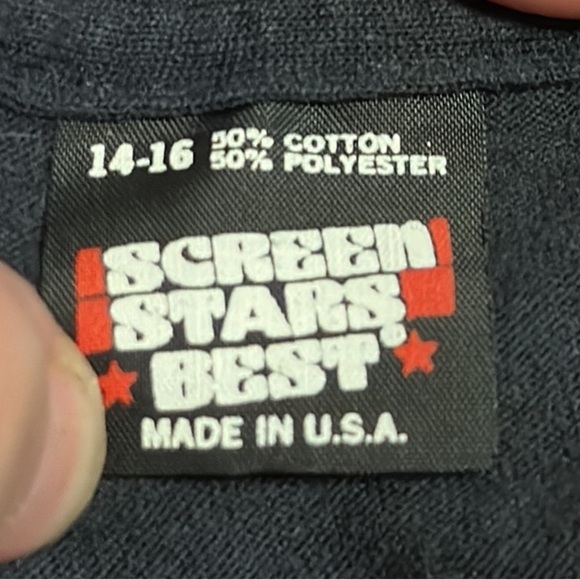 14-16 50% COTTON
50% POLYESTER
SCREEN
STARS
BEST®
MADE IN U.S.A.